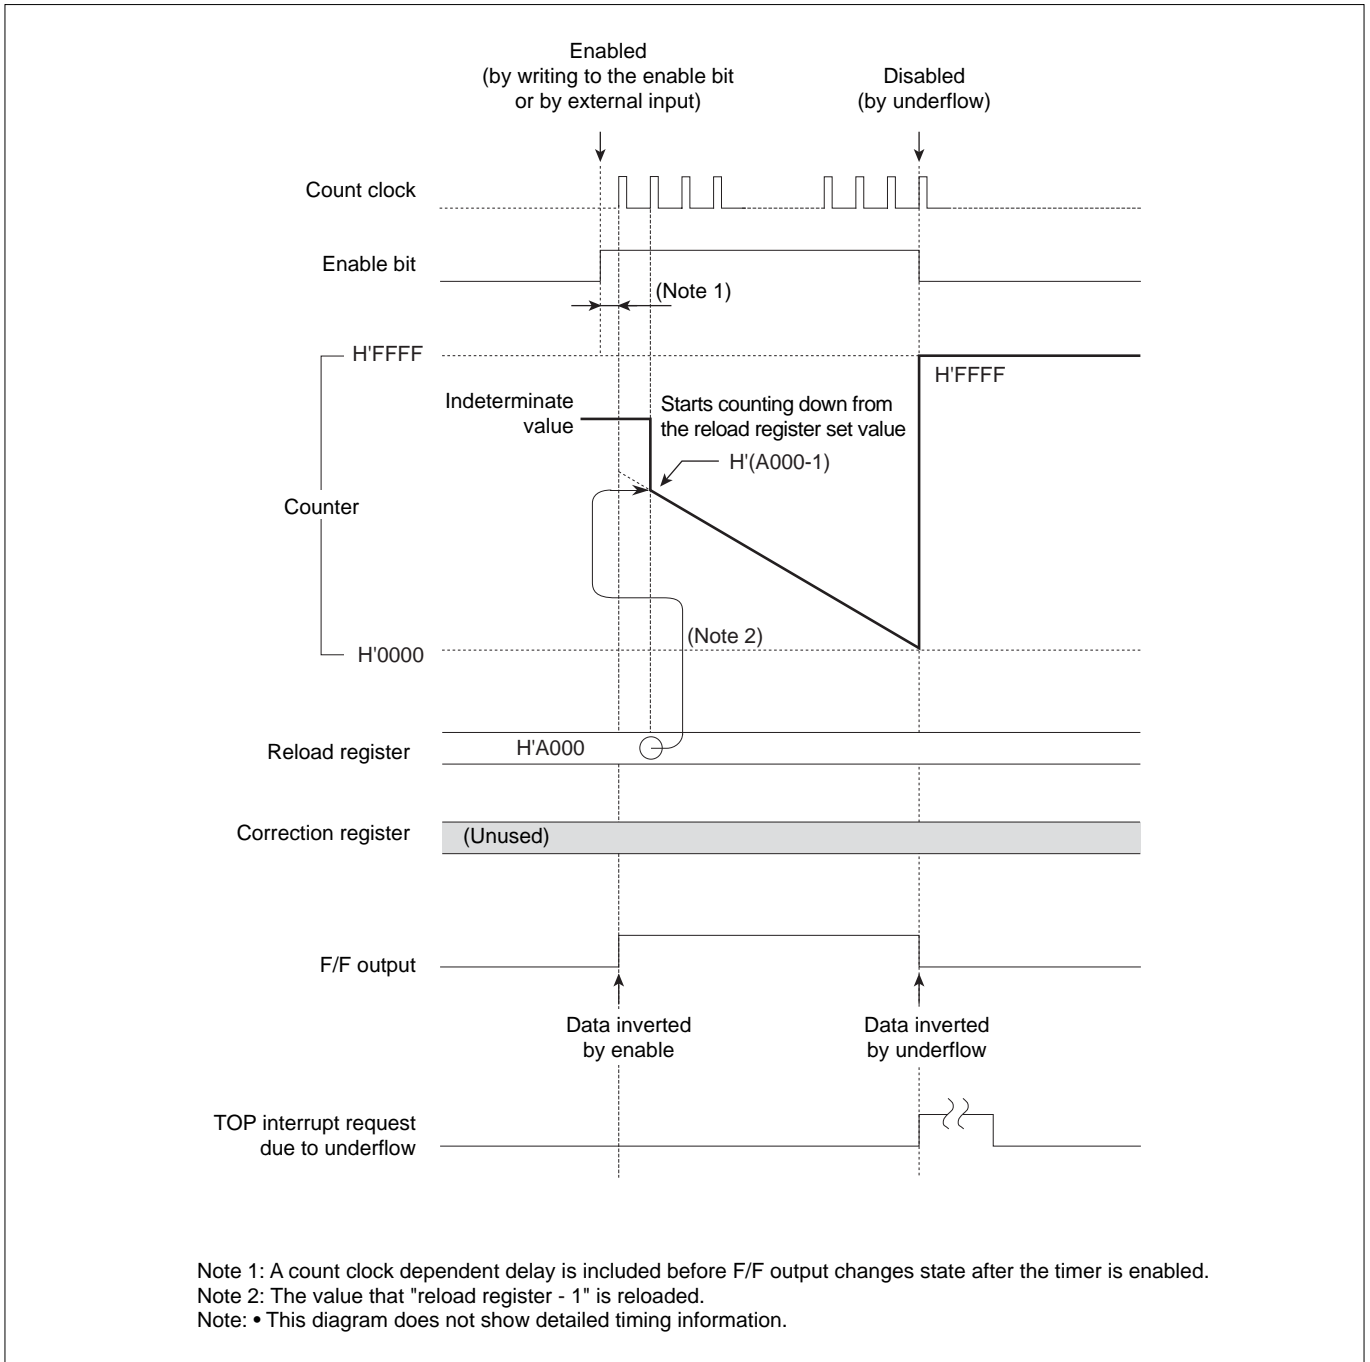 Enabled
(by writing to the enable bit
or by external input)
Disabled
(by underflow)
Count clock
Enable bit
(Note 1)
H'FFFF
H'FFFF
Indeterminate
value
Starts counting down from
the reload register set value
H'(A000-1)
Counter
(Note 2)
H'0000
Reload register
H'A000
Correction register
(Unused)
F/F output
Data inverted
by enable
Data inverted
by underflow
TOP interrupt request
due to underflow
Note 1: A count clock dependent delay is included before F/F output changes state after the timer is enabled.
Note 2: The value that "reload register - 1" is reloaded.
Note: • This diagram does not show detailed timing information.